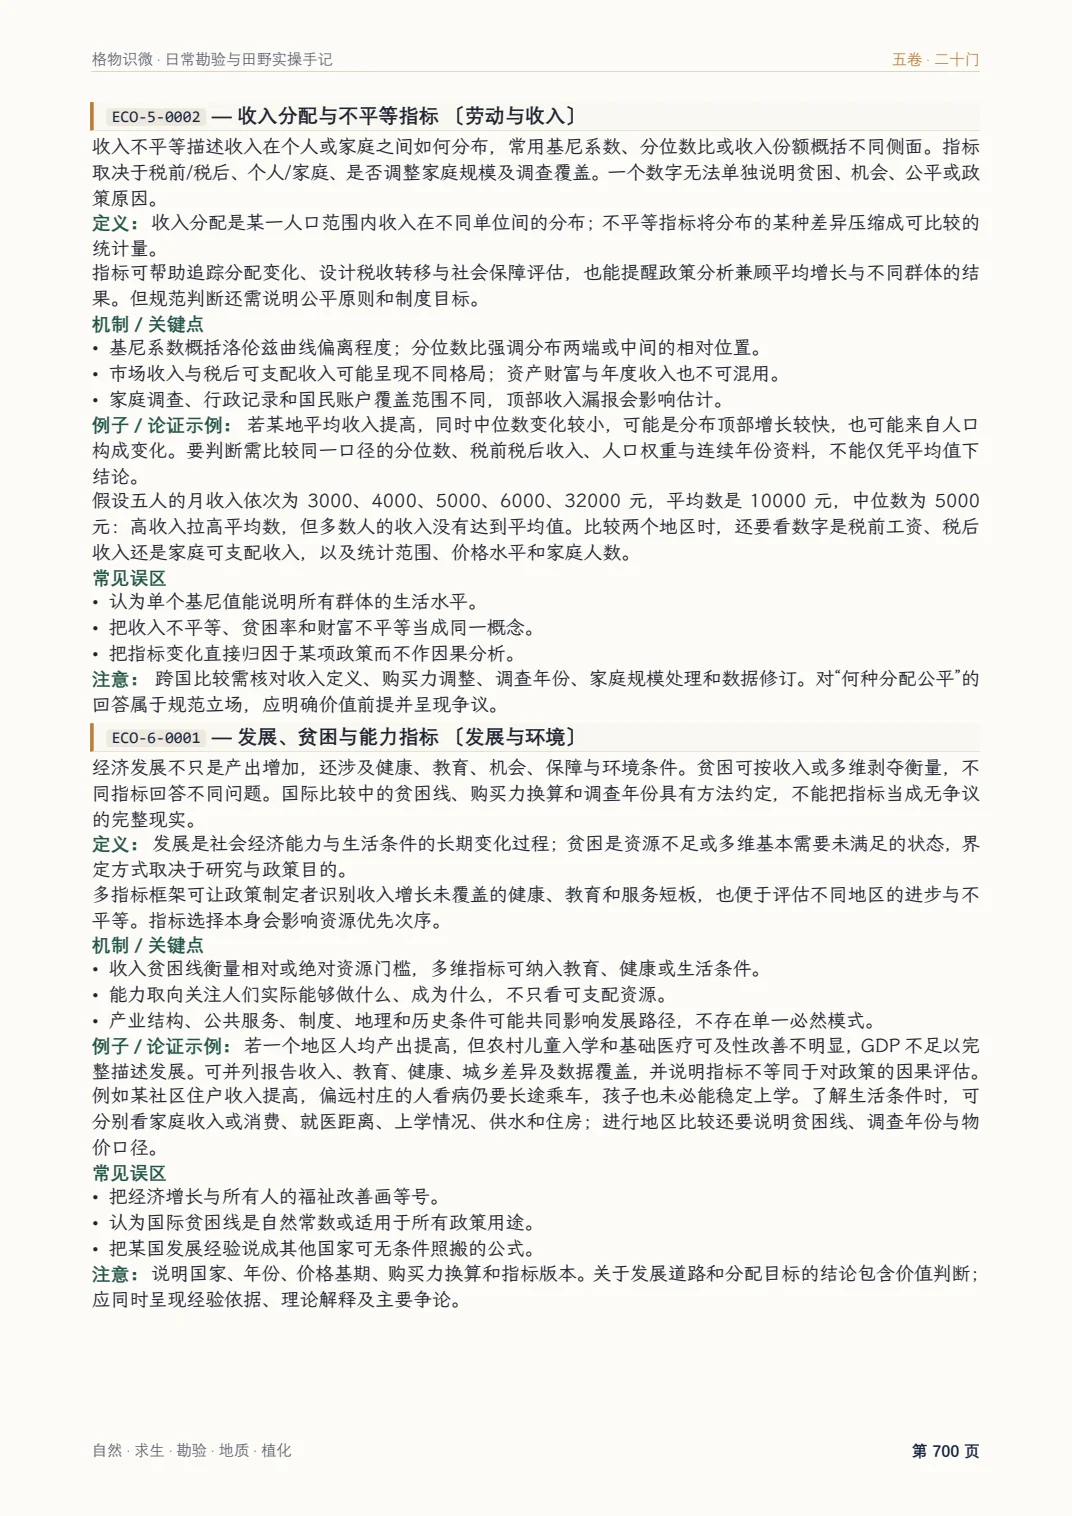 格物识微 · 日常勘验与田野实操手记
五卷 · 二十门
ECO-5-0002 — 收入分配与不平等指标 〔劳动与收入〕
收入不平等描述收入在个人或家庭之间如何分布，常用基尼系数、分位数比或收入份额概括不同侧面。指标
取决于税前/税后、个人/家庭、是否调整家庭规模及调查覆盖。一个数字无法单独说明贫困、机会、公平或政
策原因。
定义： 收入分配是某一人口范围内收入在不同单位间的分布；不平等指标将分布的某种差异压缩成可比较的
统计量。
指标可帮助追踪分配变化、设计税收转移与社会保障评估，也能提醒政策分析兼顾平均增长与不同群体的结
果。但规范判断还需说明公平原则和制度目标。
机制 / 关键点
• 基尼系数概括洛伦兹曲线偏离程度；分位数比强调分布两端或中间的相对位置。
• 市场收入与税后可支配收入可能呈现不同格局；资产财富与年度收入也不可混用。
• 家庭调查、行政记录和国民账户覆盖范围不同，顶部收入漏报会影响估计。
例子 / 论证示例： 若某地平均收入提高，同时中位数变化较小，可能是分布顶部增长较快，也可能来自人口
构成变化。要判断需比较同一口径的分位数、税前税后收入、人口权重与连续年份资料，不能仅凭平均值下
结论。
假设五人的月收入依次为 3000、4000、5000、6000、32000 元，平均数是 10000 元，中位数为 5000
元：高收入拉高平均数，但多数人的收入没有达到平均值。比较两个地区时，还要看数字是税前工资、税后
收入还是家庭可支配收入，以及统计范围、价格水平和家庭人数。
常见误区
• 认为单个基尼值能说明所有群体的生活水平。
• 把收入不平等、贫困率和财富不平等当成同一概念。
• 把指标变化直接归因于某项政策而不作因果分析。
注意： 跨国比较需核对收入定义、购买力调整、调查年份、家庭规模处理和数据修订。对“何种分配公平”的
回答属于规范立场，应明确价值前提并呈现争议。
ECO-6-0001 — 发展、贫困与能力指标 〔发展与环境〕
经济发展不只是产出增加，还涉及健康、教育、机会、保障与环境条件。贫困可按收入或多维剥夺衡量，不
同指标回答不同问题。国际比较中的贫困线、购买力换算和调查年份具有方法约定，不能把指标当成无争议
的完整现实。
定义： 发展是社会经济能力与生活条件的长期变化过程；贫困是资源不足或多维基本需要未满足的状态，界
定方式取决于研究与政策目的。
多指标框架可让政策制定者识别收入增长未覆盖的健康、教育和服务短板，也便于评估不同地区的进步与不
平等。指标选择本身会影响资源优先次序。
机制 / 关键点
• 收入贫困线衡量相对或绝对资源门槛，多维指标可纳入教育、健康或生活条件。
• 能力取向关注人们实际能够做什么、成为什么，不只看可支配资源。
• 产业结构、公共服务、制度、地理和历史条件可能共同影响发展路径，不存在单一必然模式。
例子 / 论证示例： 若一个地区人均产出提高，但农村儿童入学和基础医疗可及性改善不明显，GDP 不足以完
整描述发展。可并列报告收入、教育、健康、城乡差异及数据覆盖，并说明指标不等同于对政策的因果评估。
例如某社区住户收入提高，偏远村庄的人看病仍要长途乘车，孩子也未必能稳定上学。了解生活条件时，可
分别看家庭收入或消费、就医距离、上学情况、供水和住房；进行地区比较还要说明贫困线、调查年份与物
价口径。
常见误区
• 把经济增长与所有人的福祉改善画等号。
• 认为国际贫困线是自然常数或适用于所有政策用途。
• 把某国发展经验说成其他国家可无条件照搬的公式。
注意： 说明国家、年份、价格基期、购买力换算和指标版本。关于发展道路和分配目标的结论包含价值判断；
应同时呈现经验依据、理论解释及主要争论。
自然 · 求生 · 勘验 · 地质 · 植化
第 700 页